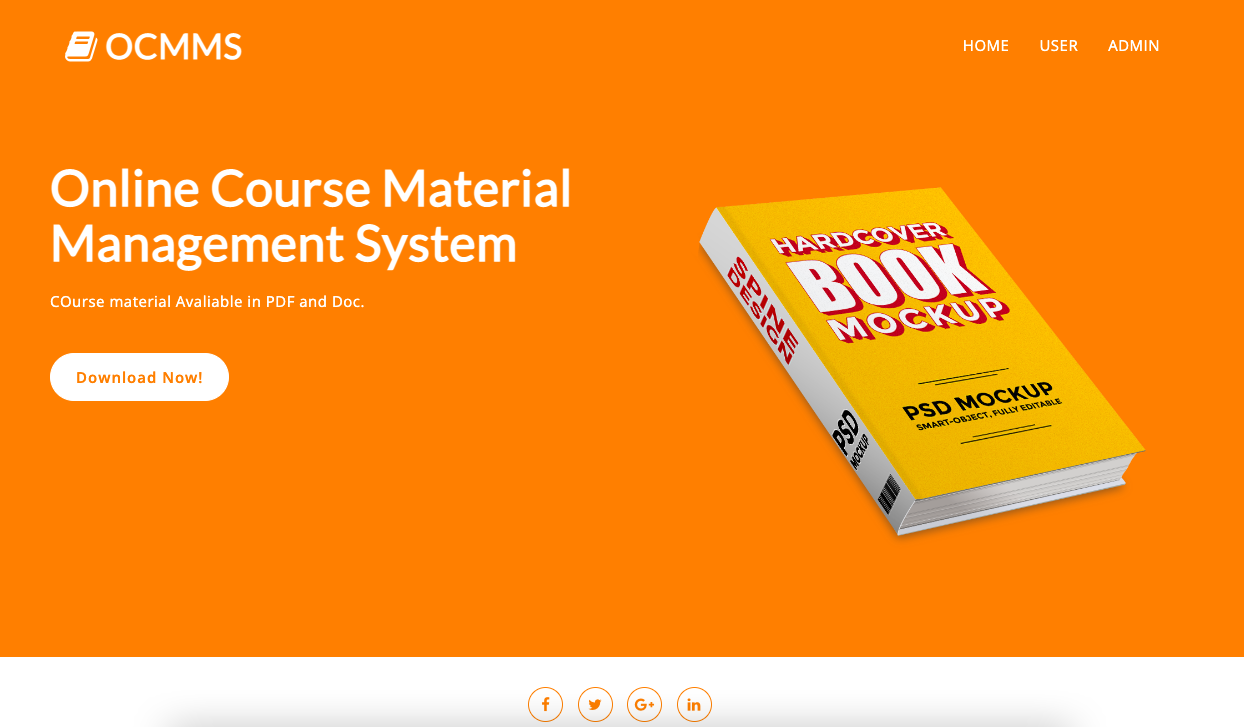 OCMMS
HOME
USER
ADMIN
Online Course Material
Management System
COurse material Avaliable in PDF and Doc.
Download Now!
HARDCOVER
BOOK
MOCKUP
PSD MOCKUP
SMART-OBJECT, FULLY EDITABLE
SPINE
DESIGN
PSD
MOCKUP
f
G+
in